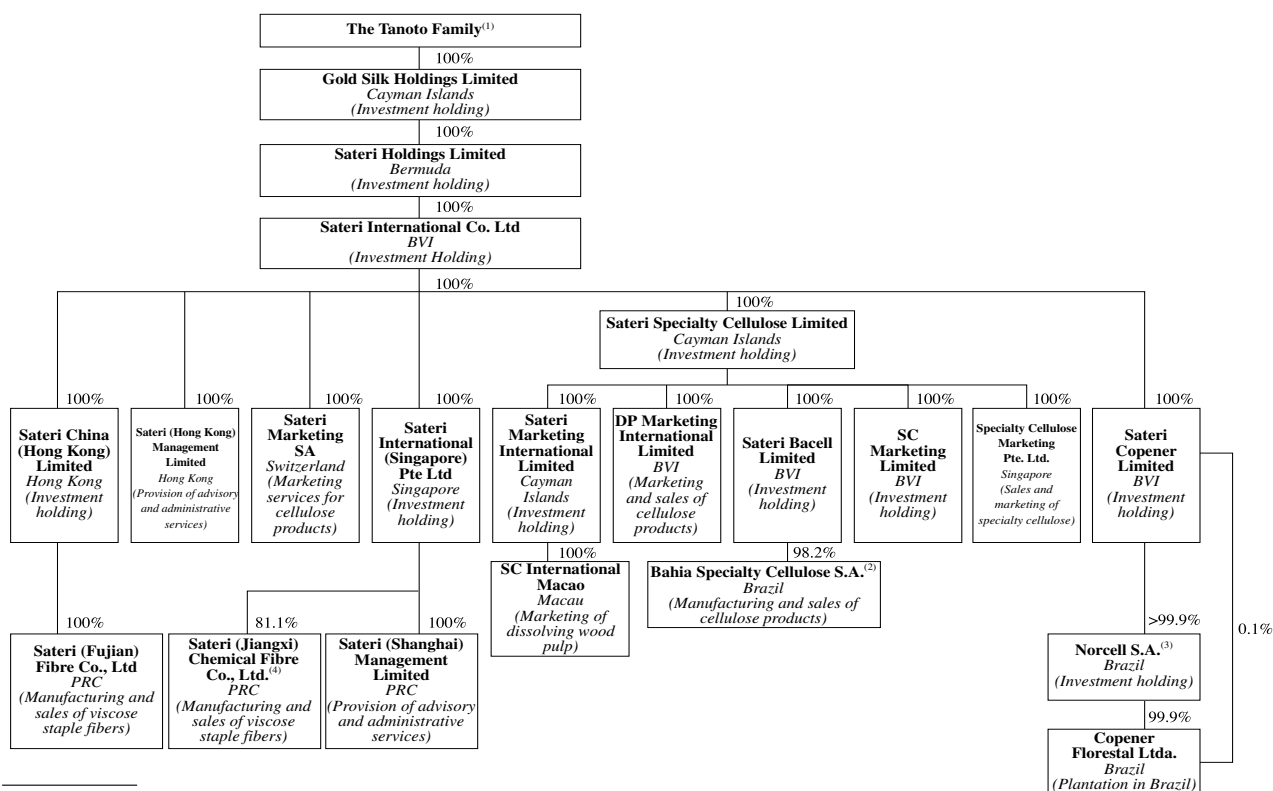 The Tanoto Family(1)
100%
Gold Silk Holdings Limited
Cayman Islands
(Investment holding)
100%
Sateri Holdings Limited
Bermuda
(Investment holding)
100%
Sateri International Co. Ltd
BVI
(Investment Holding)
100%
100%
Sateri Specialty Cellulose Limited
Cayman Islands
(Investment holding)
100%
Sateri China
(Hong Kong)
Limited
Hong Kong
(Investment
holding)
100%
Sateri (Hong Kong)
Management
Limited
Hong Kong
(Provision of advisory
and administrative
services)
100%
Sateri
Marketing
SA
Switzerland
(Marketing
services for
cellulose
products)
100%
Sateri
International
(Singapore)
Pte Ltd
Singapore
(Investment
holding)
100%
Sateri
Marketing
International
Limited
Cayman
Islands
(Investment
holding)
100%
DP Marketing
International
Limited
BVI
(Marketing
and sales of
cellulose
products)
100%
Sateri Bacell
Limited
BVI
(Investment
holding)
100%
SC
Marketing
Limited
BVI
(Investment
holding)
100%
Specialty Cellulose
Marketing
Pte. Ltd.
Singapore
(Sales and
marketing of
specialty cellulose)
100%
Sateri
Copener
Limited
BVI
(Investment
holding)
100%
SC International
Macao
Macau
(Marketing of
dissolving wood
pulp)
98.2%
Bahia Specialty Cellulose S.A.(2)
Brazil
(Manufacturing and sales of
cellulose products)
100%
Sateri (Fujian)
Fibre Co., Ltd
PRC
(Manufacturing and
sales of viscose
staple fibers)
81.1%
Sateri (Jiangxi)
Chemical Fibre
Co., Ltd.(4)
PRC
(Manufacturing and
sales of viscose
staple fibers)
100%
Sateri (Shanghai)
Management
Limited
PRC
(Provision of advisory
and administrative
services)
>99.9%
0.1%
Norcell S.A.(3)
Brazil
(Investment holding)
99.9%
Copener
Florestal Ltda.
Brazil
(Plantation in Brazil)